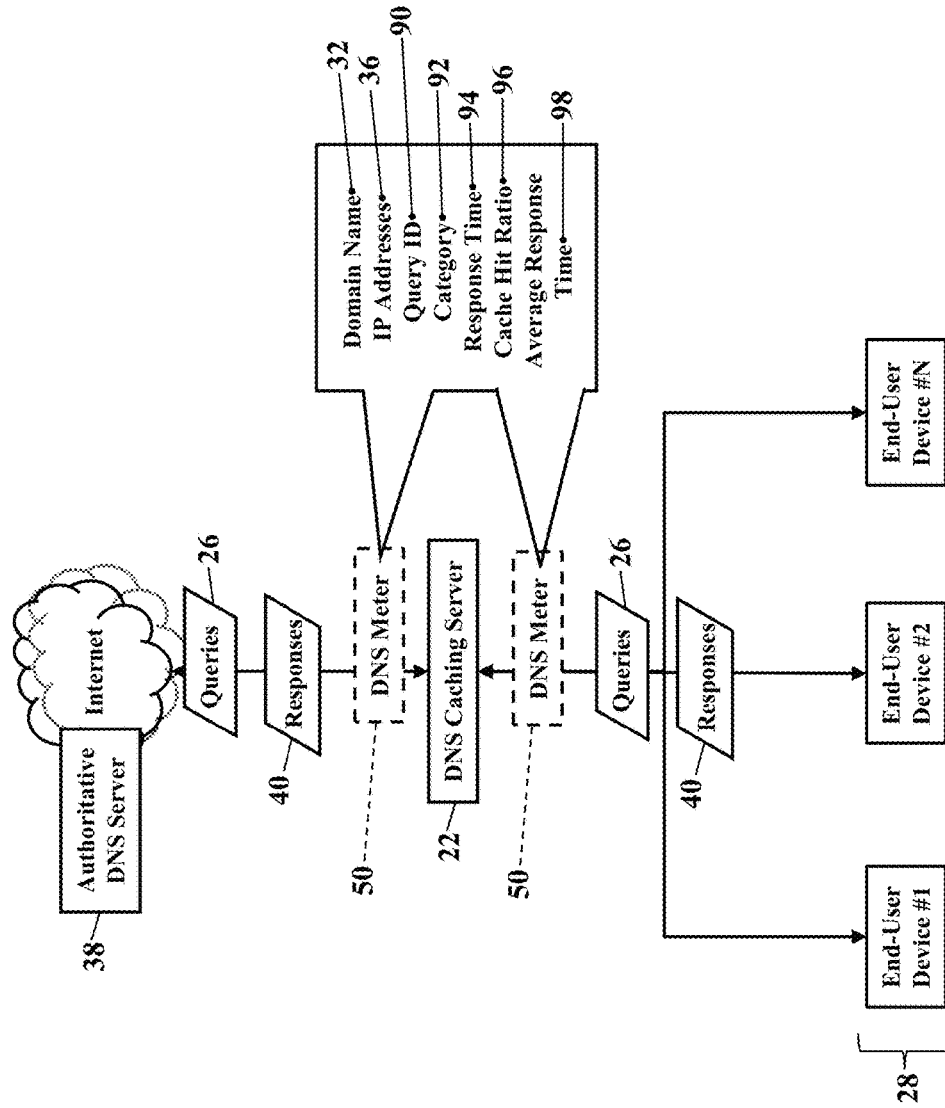 Authoritative
DNS Server
38
Internet
Queries
26
Responses
40
DNS Meter
50
DNS Caching Server
22
DNS Meter
50
Domain Name•
32
IP Addresses•
36
Query ID•
90
Category•
92
Response Time•
94
Cache Hit Ratio•
96
Average Response
Time•
98
Queries
26
Responses
40
End-User
Device #1
End-User
Device #2
End-User
Device #N
28